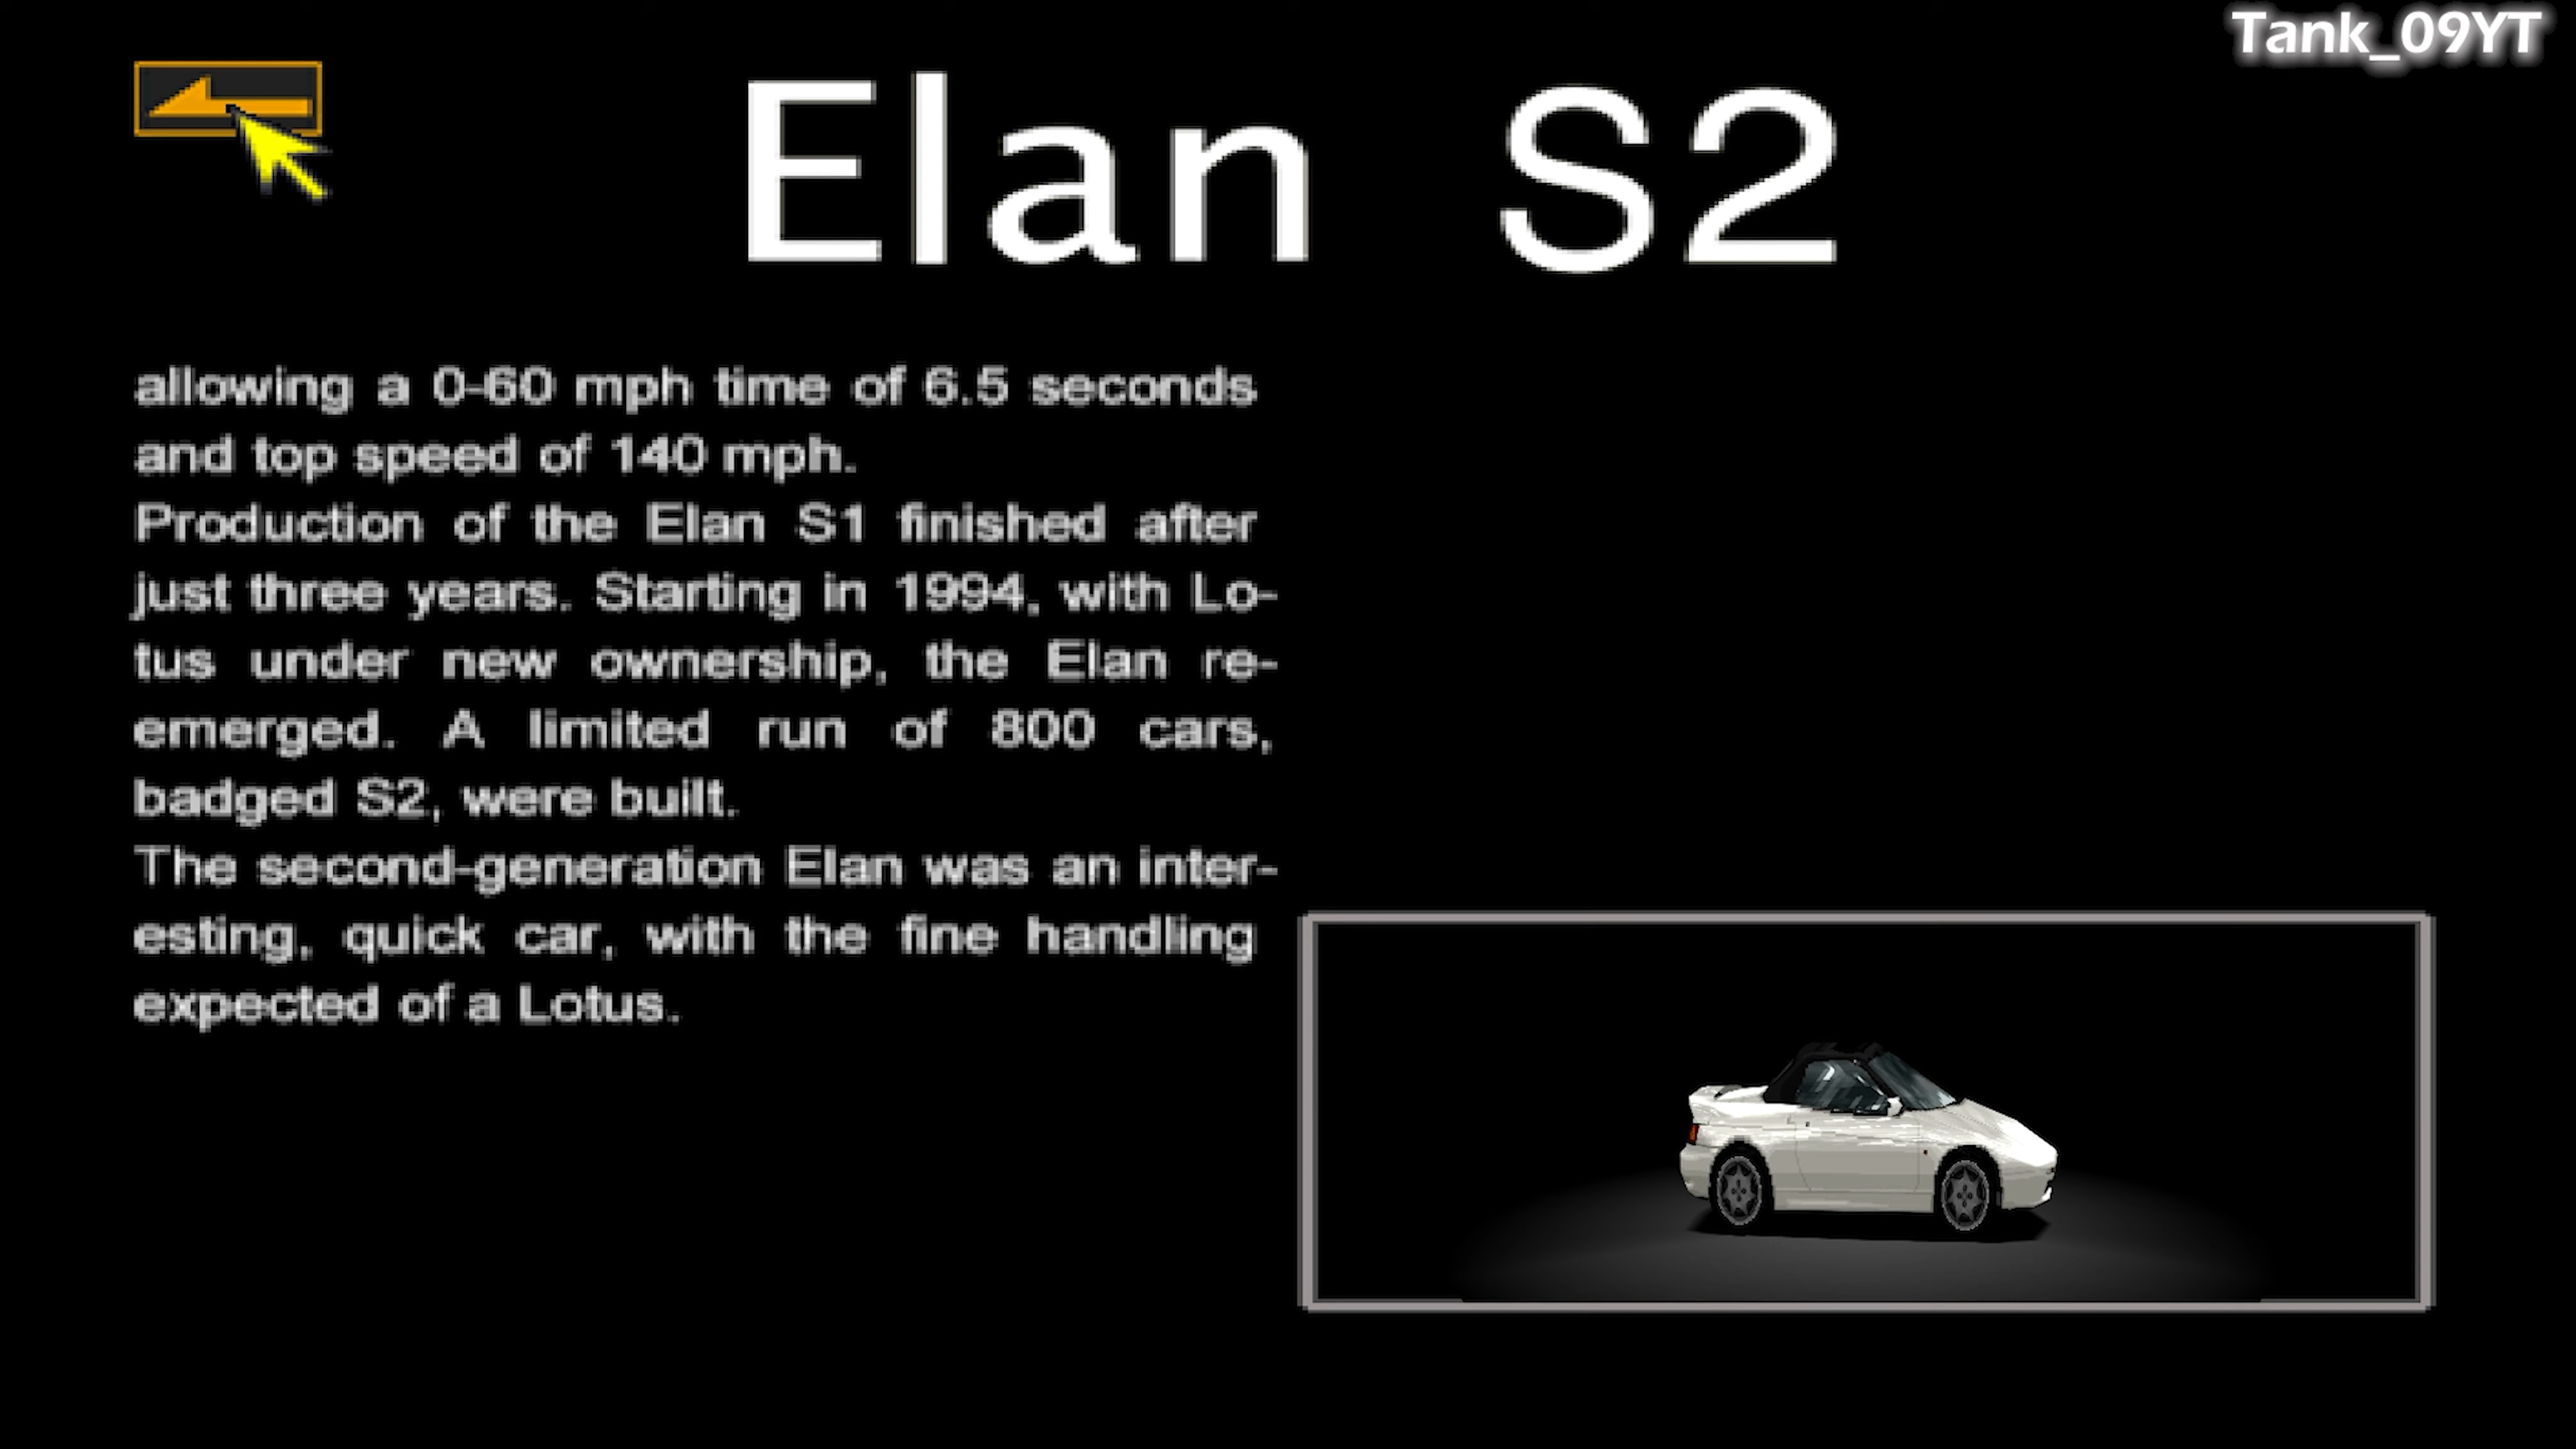 Tank_09YT
Elan S2
allowing a 0-60 mph time of 6.5 seconds
and top speed of 140 mph.
Production of the Elan S1 finished after
just three years. Starting in 1994, with Lo-
tus under new ownership, the Elan re-
emerged. A limited run of 800 cars,
badged S2, were built.
The second-generation Elan was an inter-
esting, quick car, with the fine handling
expected of a Lotus.